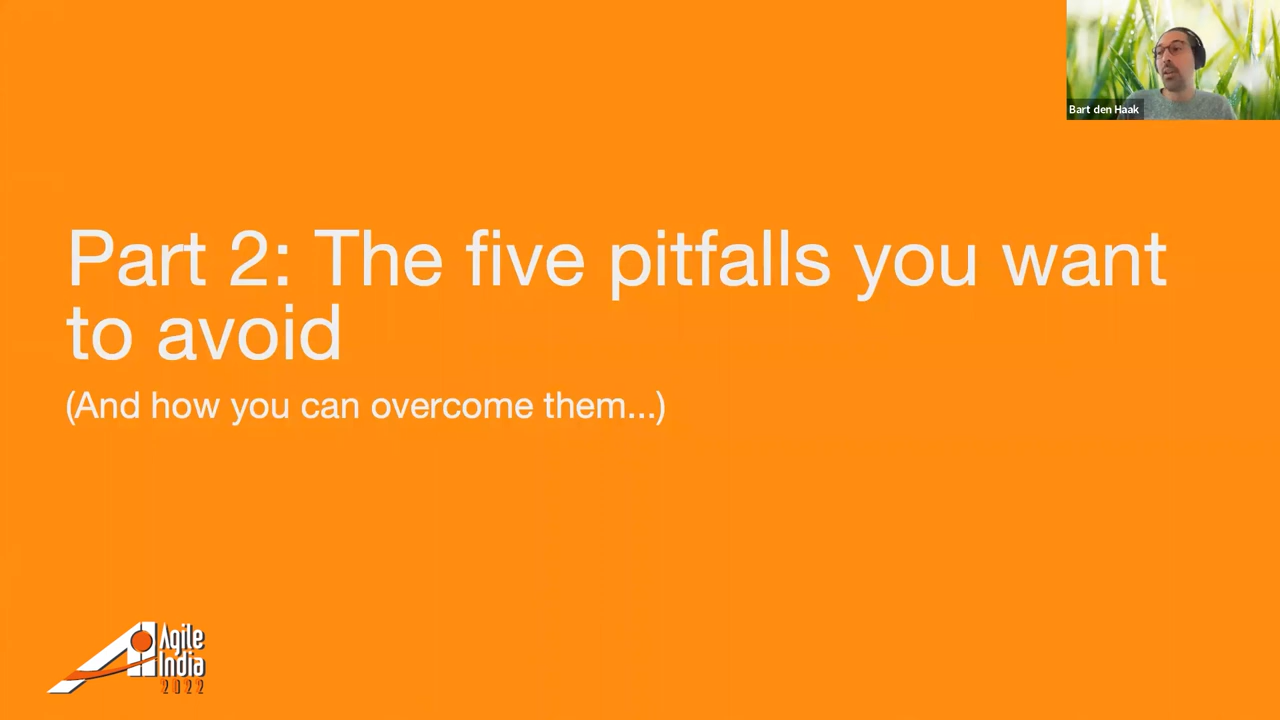 Bart den Haak
Part 2: The five pitfalls you want
to avoid
(And how you can overcome them...)
Agile
India
2022